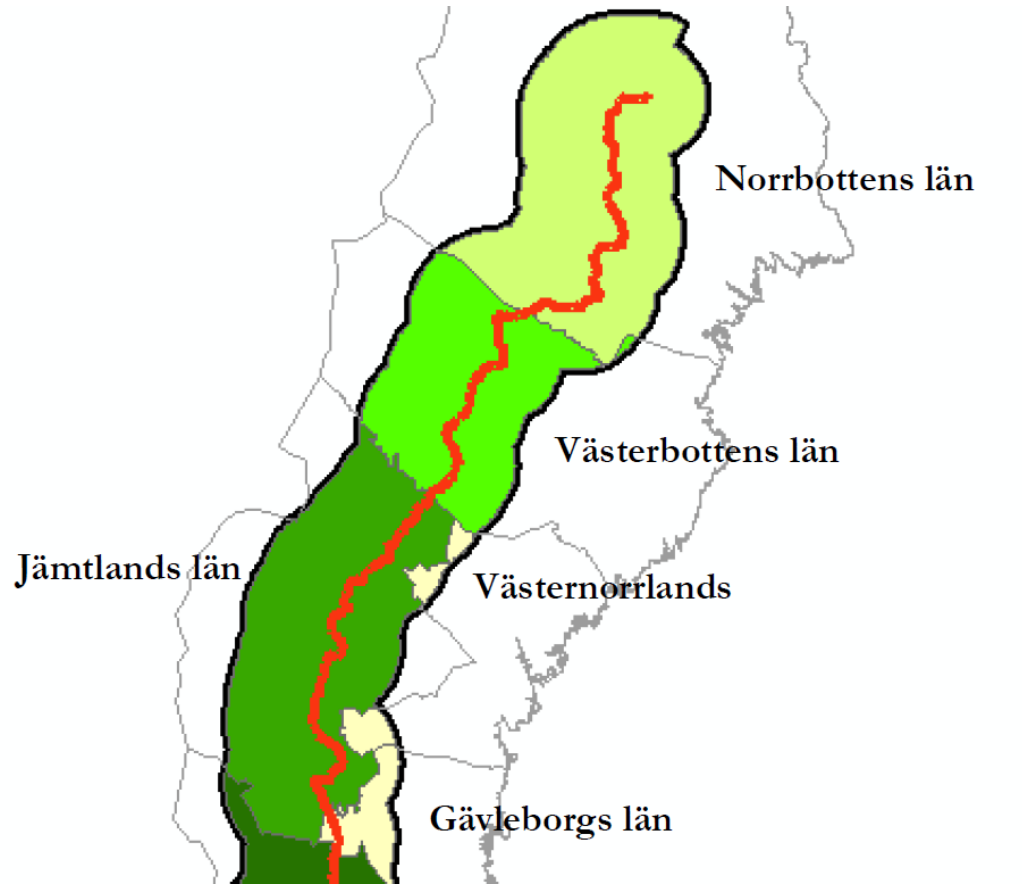 Norrbottens län
Västerbottens län
Jämtlands län
Västernorrlands
Gävleborgs län